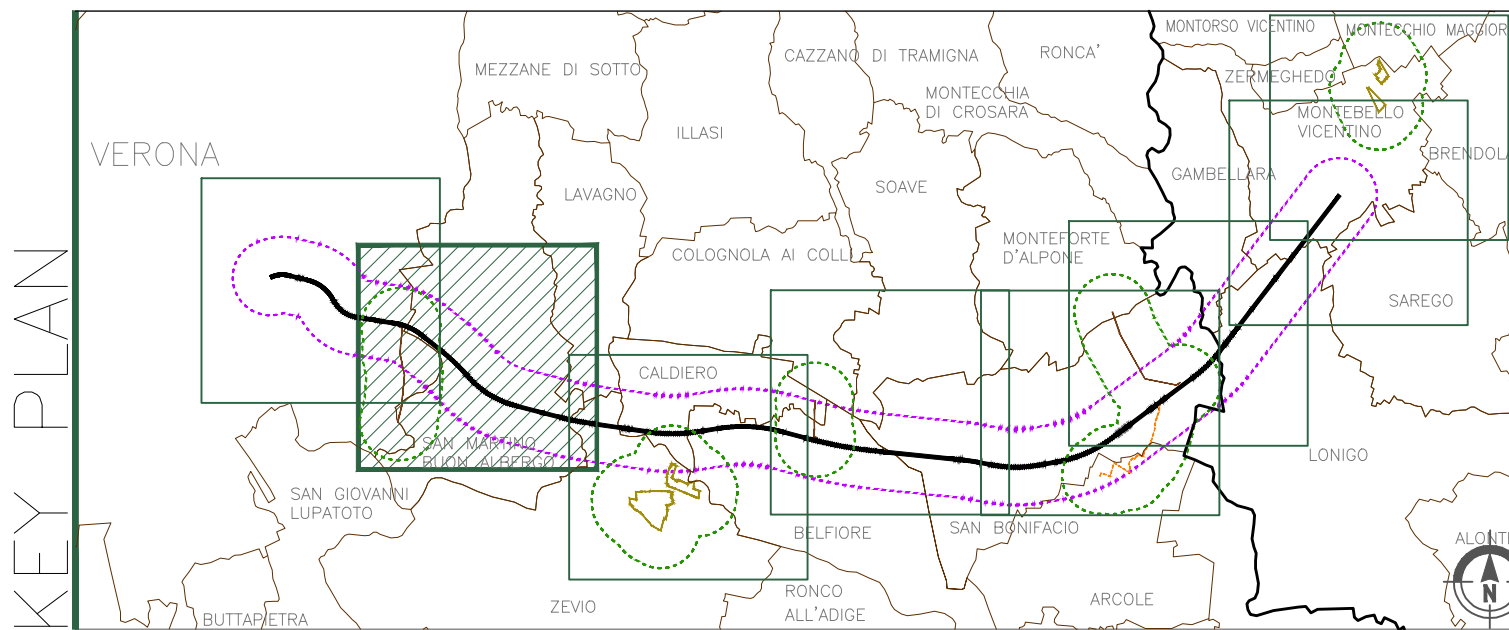 KEY PLAN
MONTORSO VICENTINO
MONTECCHIO MAGGIOR
MEZZANE DI SOTTO
CAZZANO DI TRAMIGNA
RONCA'
ZERMEGHEDO
MONTECCHIA
DI CROSARA
MONTEBELLO
VICENTINO
ILLASI
VERONA
BRENDOLA
GAMBELLARA
SOAVE
LAVAGNO
MONTEFORTE
D'ALPONE
COLOGNOLA AI COLLI
SAREGO
CALDIERO
SAN MARTINO
BUON ALBERGO
LONIGO
SAN GIOVANNI
LUPATOTO
BELFIORE
SAN BONIFACIO
ALONTE
RONCO
ALL'ADIGE
ARCOLE
ZEVIO
BUTTAPIETRA
N